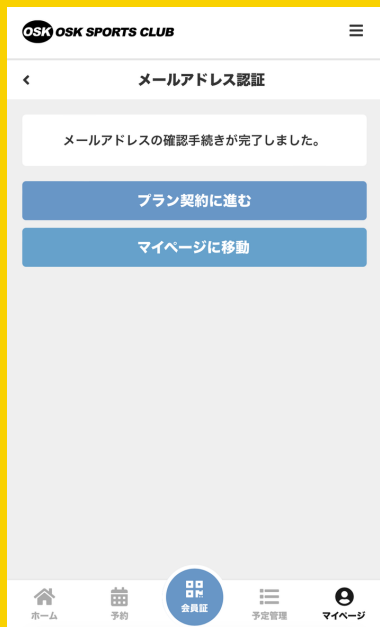 OSK OSK SPORTS CLUB
メールアドレス認証
メールアドレスの確認手続きが完了しました。
プラン契約に進む
マイページに移動
ホーム
予約
会員証
予定管理
マイページ